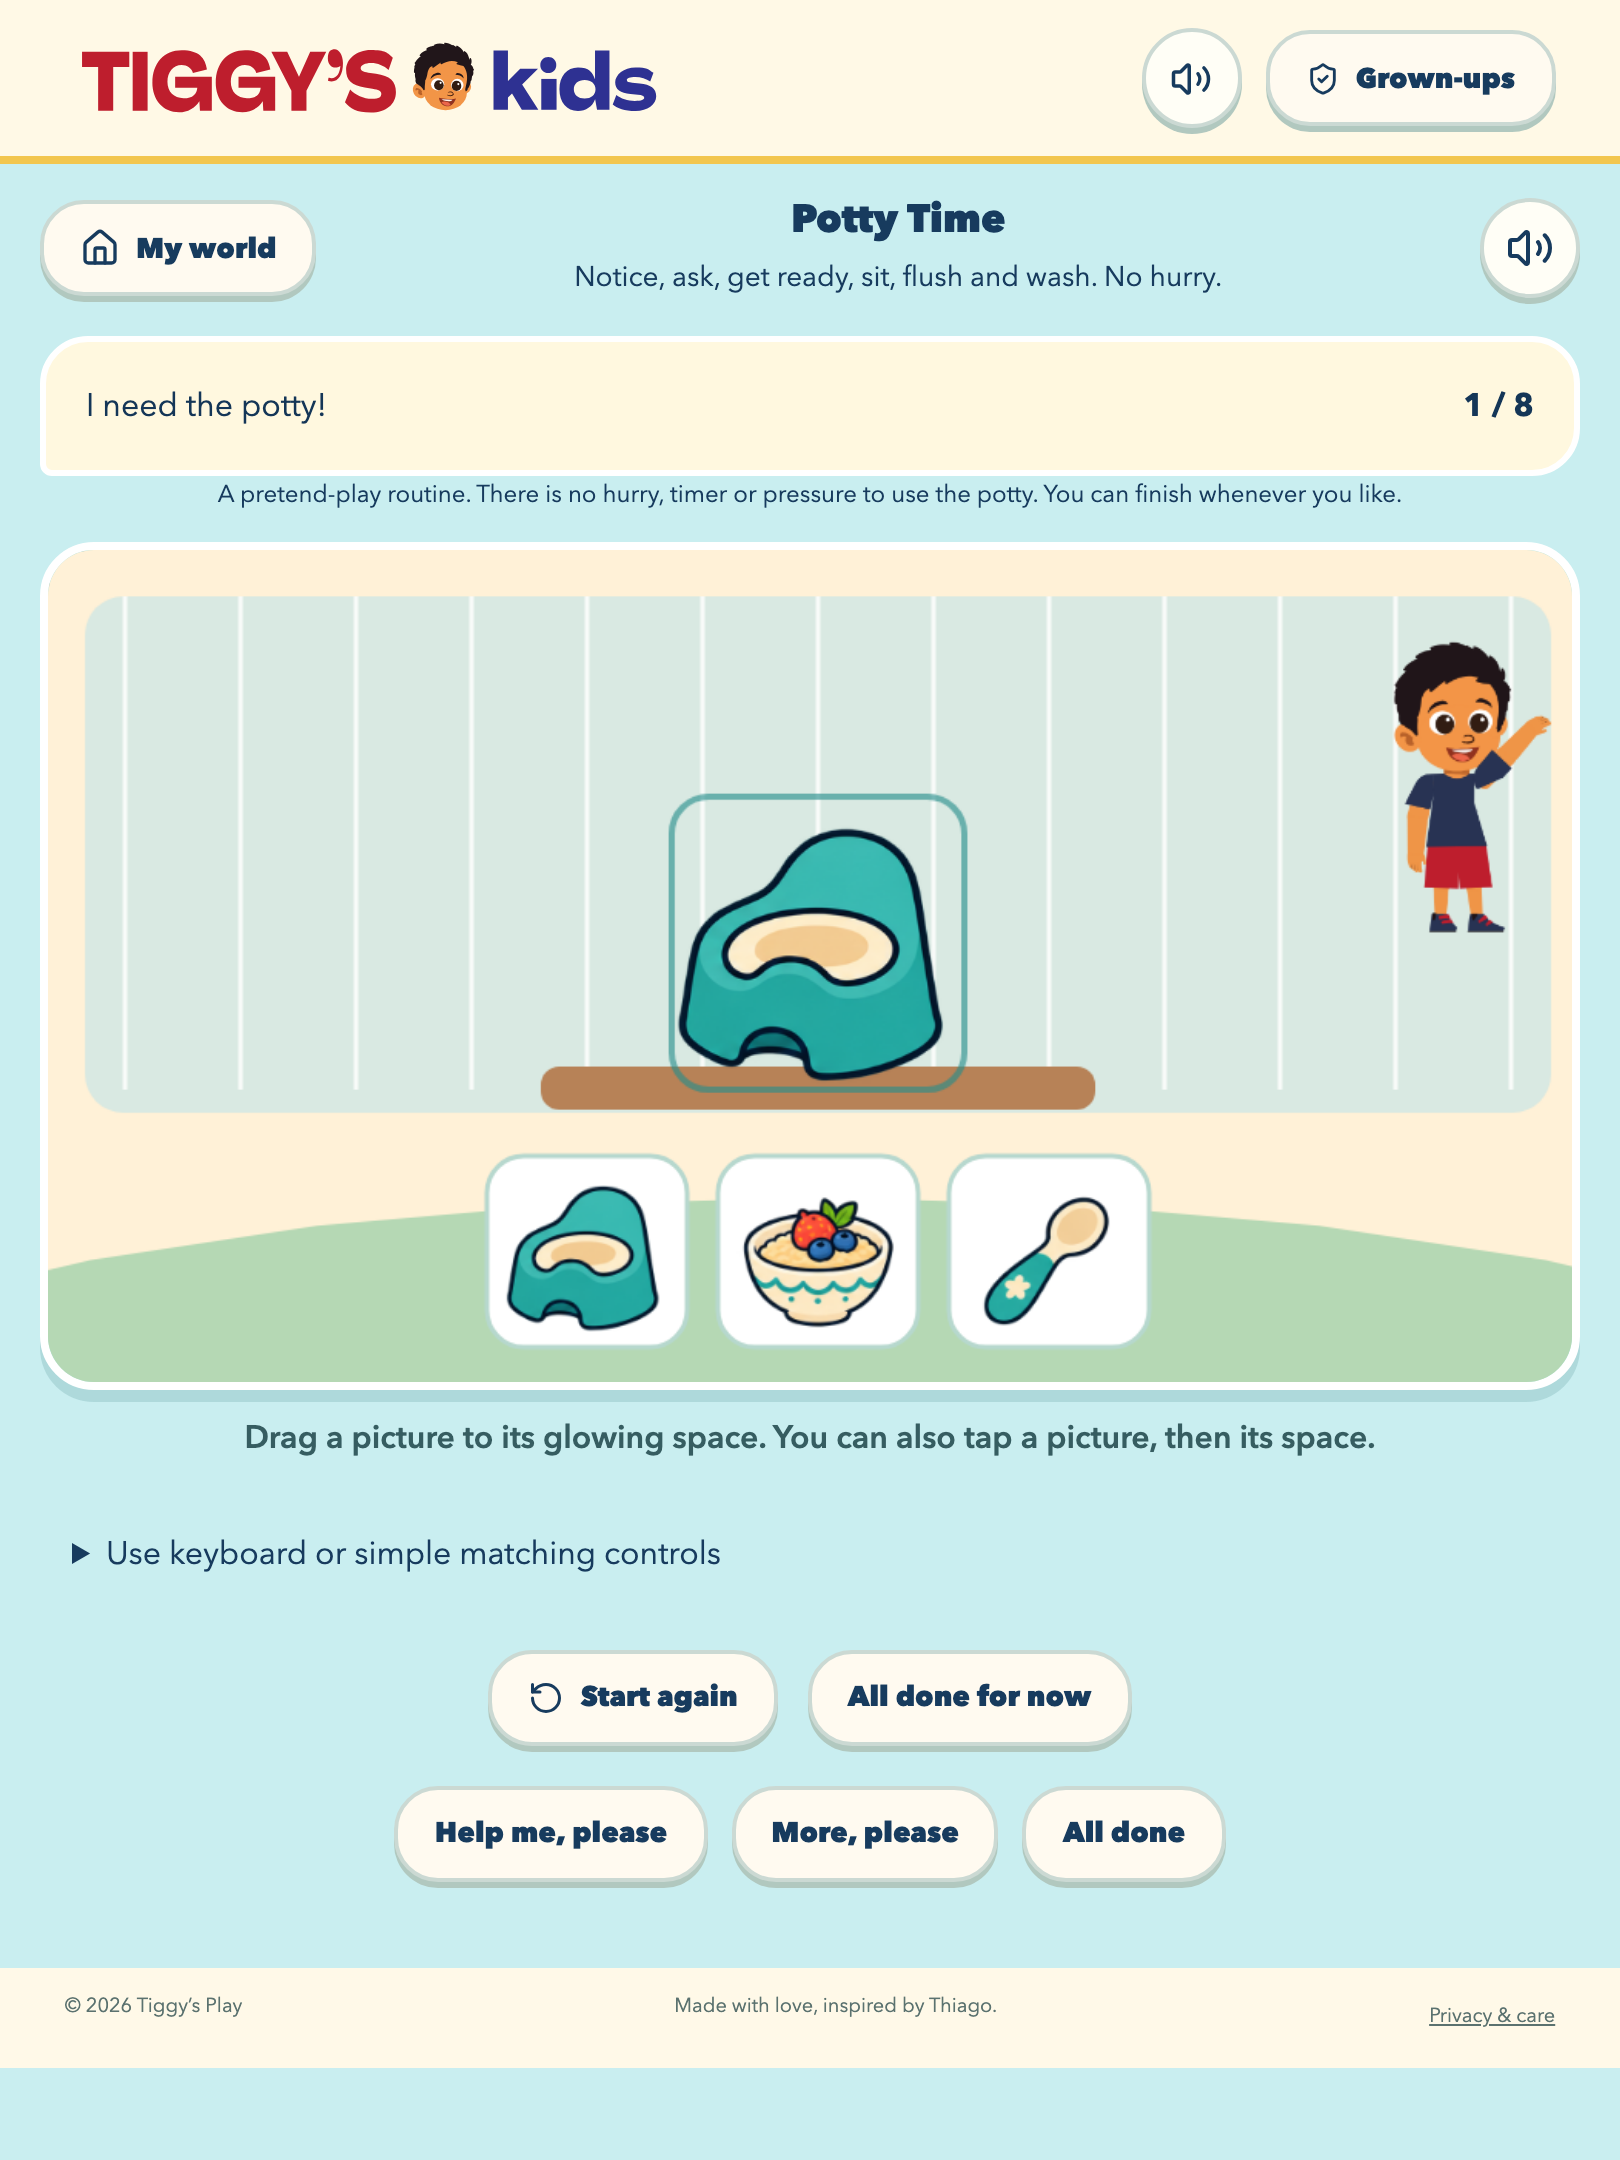 TIGGY'S kids
Grown-ups
My world
Potty Time
Notice, ask, get ready, sit, flush and wash. No hurry.
I need the potty!
1 / 8
A pretend-play routine. There is no hurry, timer or pressure to use the potty. You can finish whenever you like.
Drag a picture to its glowing space. You can also tap a picture, then its space.
Use keyboard or simple matching controls
Start again
All done for now
Help me, please
More, please
All done
© 2026 Tiggy's Play
Made with love, inspired by Thiago.
Privacy & care